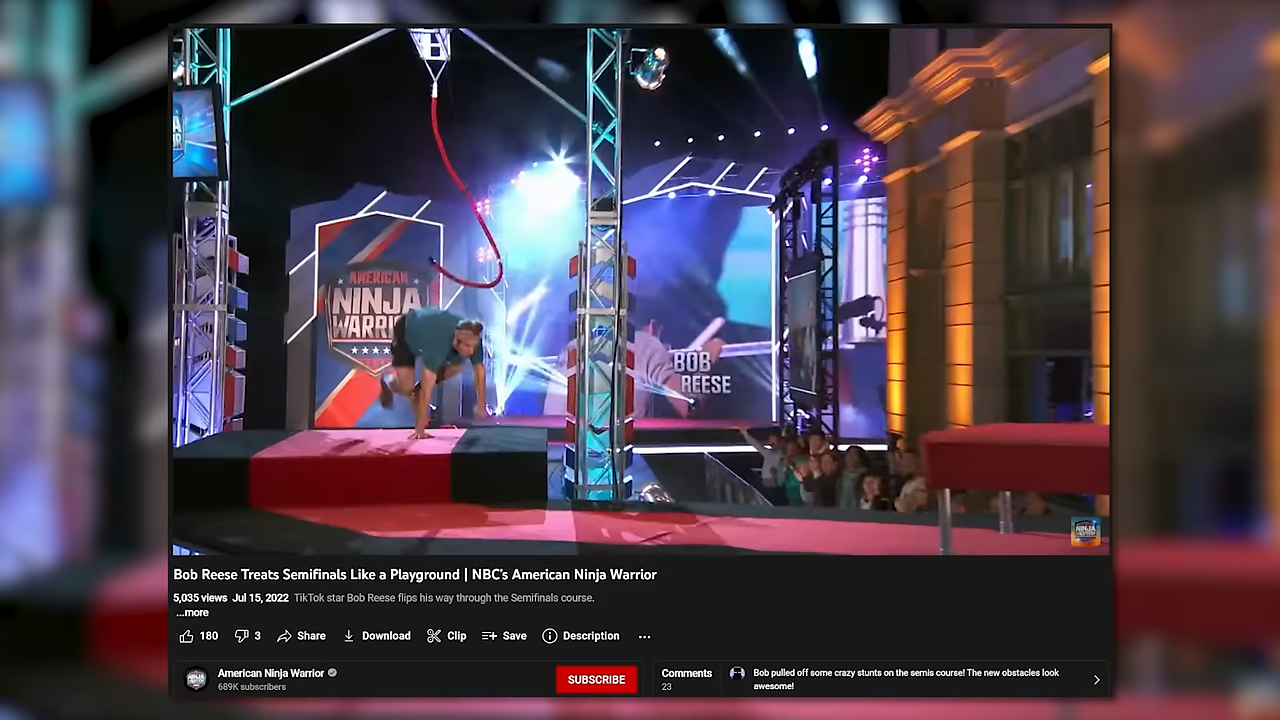 AMERICAN
NINJA
WARRIOR
BOB
REESE
NINJA
Bob Reese Treats Semifinals Like a Playground | NBC's American Ninja Warrior
5,035 views Jul 15, 2022 TikTok star Bob Reese flips his way through the Semifinals course.
...more
180 3 Share Download Clip Save Description ...
American Ninja Warrior
689K subscribers
SUBSCRIBE
Comments
23
Bob pulled off some crazy stunts on the semis course! The new obstacles look
awesome!